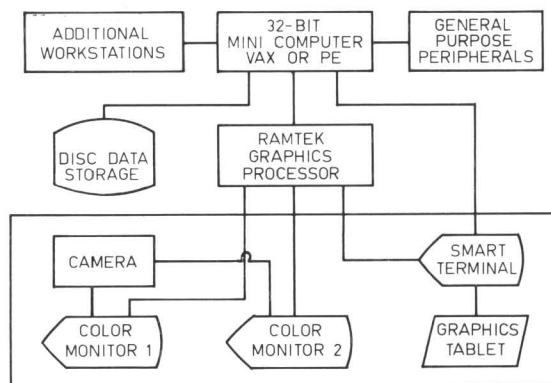 ADDITIONAL
WORKSTATIONS
32-BIT
MINI COMPUTER
VAX OR PE
GENERAL
PURPOSE
PERIPHERALS
DISC DATA
STORAGE
RAMTEK
GRAPHICS
PROCESSOR
CAMERA
SMART
TERMINAL
COLOR
MONITOR 1
COLOR
MONITOR 2
GRAPHICS
TABLET